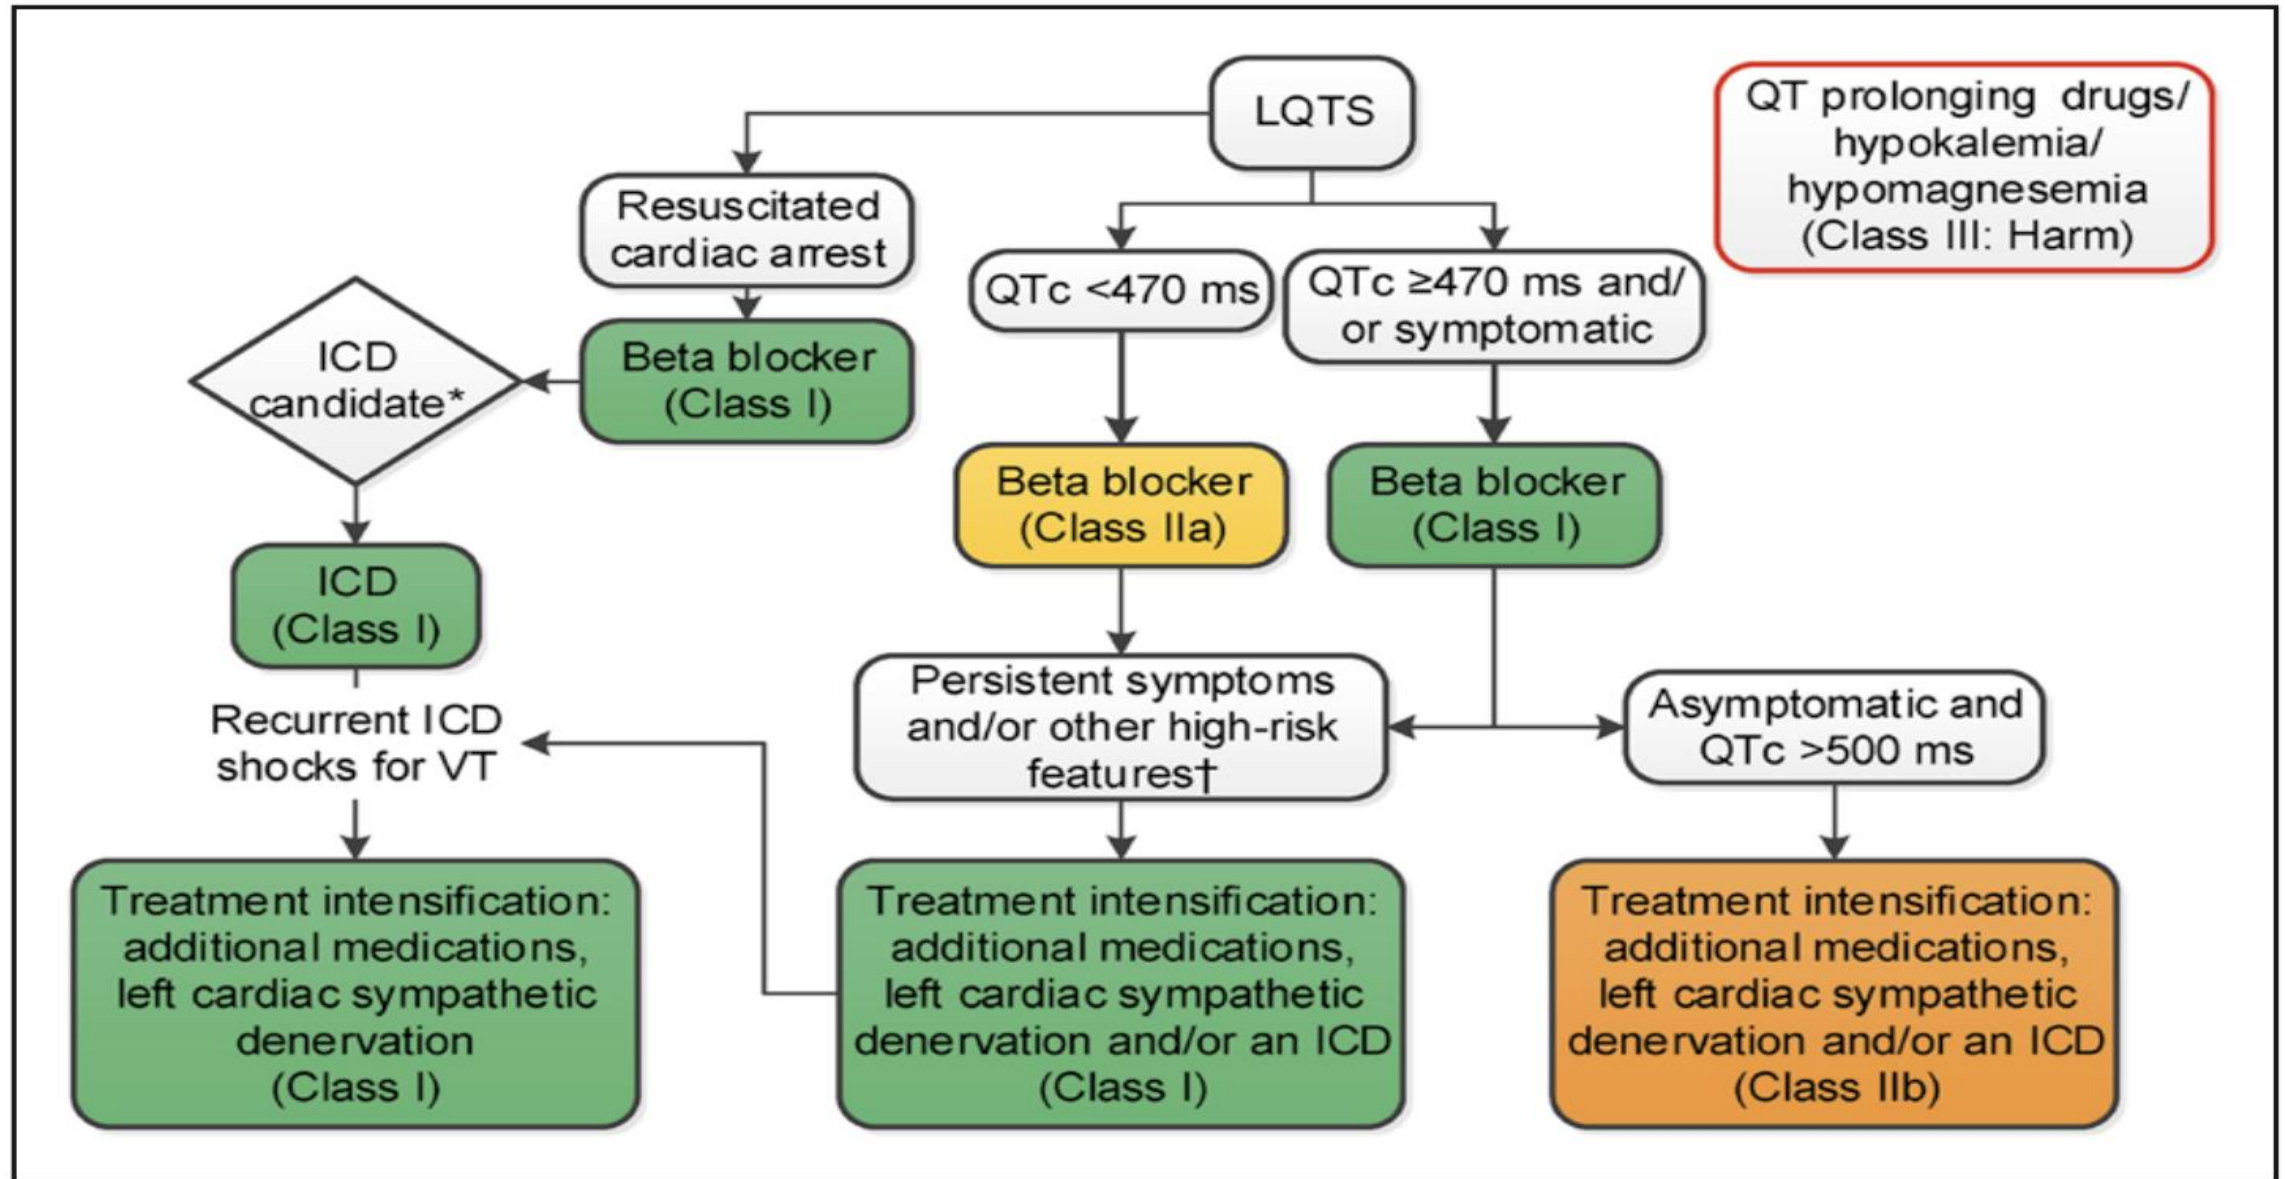 LQTS
QT prolonging drugs/
hypokalemia/
hypomagnesemia
(Class III: Harm)
Resuscitated
cardiac arrest
QTc <470 ms
QTc ≥470 ms and/
or symptomatic
ICD
candidate*
Beta blocker
(Class I)
Beta blocker
(Class IIa)
Beta blocker
(Class I)
ICD
(Class I)
Recurrent ICD
shocks for VT
Persistent symptoms
and/or other high-risk
features†
Asymptomatic and
QTc >500 ms
Treatment intensification:
additional medications,
left cardiac sympathetic
denervation
(Class I)
Treatment intensification:
additional medications,
left cardiac sympathetic
denervation and/or an ICD
(Class I)
Treatment intensification:
additional medications,
left cardiac sympathetic
denervation and/or an ICD
(Class IIb)